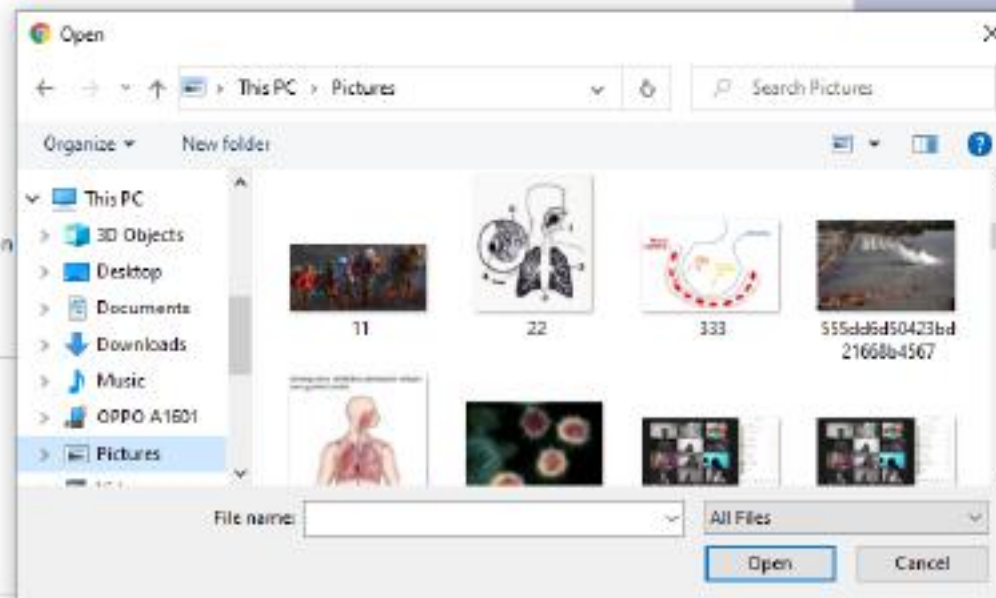 Open
This PC > Pictures
Search Pictures
Organize
New folder
?
This PC
3D Objects
Desktop
Documents
Downloads
Music
OPPO A1601
Pictures
11
22
333
555dd6d50423bd
21668b4567
File name:
All Files
Open
Cancel